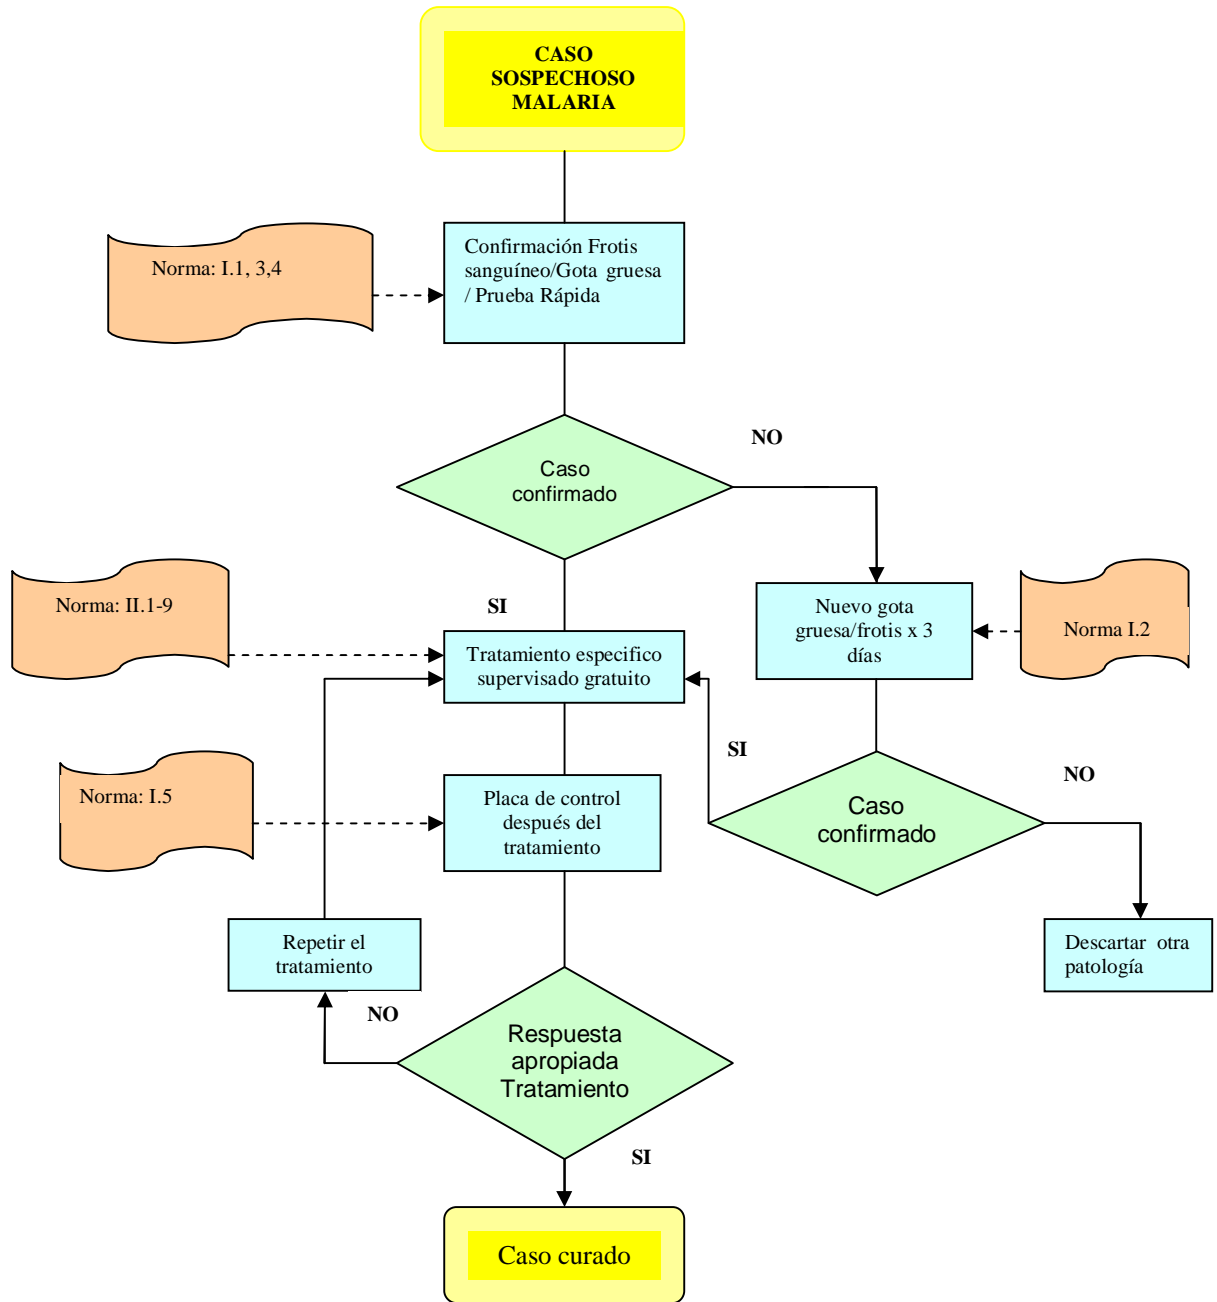 CASO
SOSPECHOSO
MALARIA
Norma: I.1, 3,4
Confirmación Frotis
sanguíneo/Gota gruesa
/ Prueba Rápida
NO
Caso
confirmado
Norma: II.1-9
SI
Nuevo gota
gruesa/frotis x 3
días
Norma I.2
Tratamiento especifico
supervisado gratuito
SI
NO
Norma: I.5
Placa de control
después del
tratamiento
Caso
confirmado
Repetir el
tratamiento
Descartar otra
patología
NO
Respuesta
apropiada
Tratamiento
SI
Caso curado